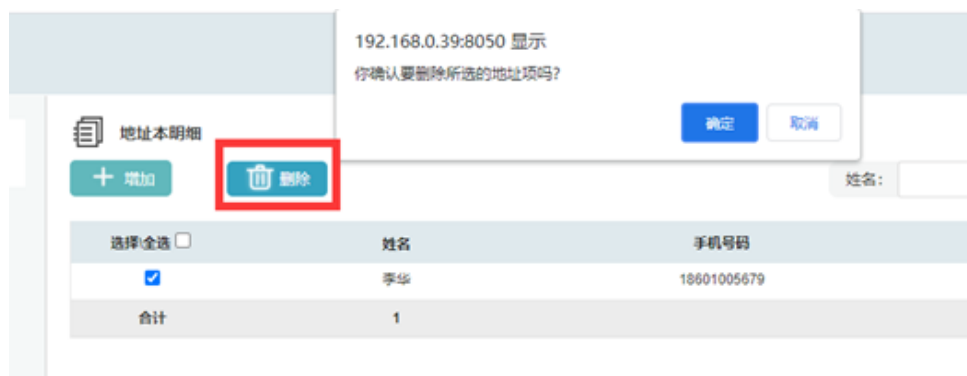 192.168.0.39:8050 显示
你确认要删除所选的地址项吗?
确定 取消
地址本明细
增加 删除 姓名:
选择\全选 姓名 手机号码
李华 18601005679
合计 1